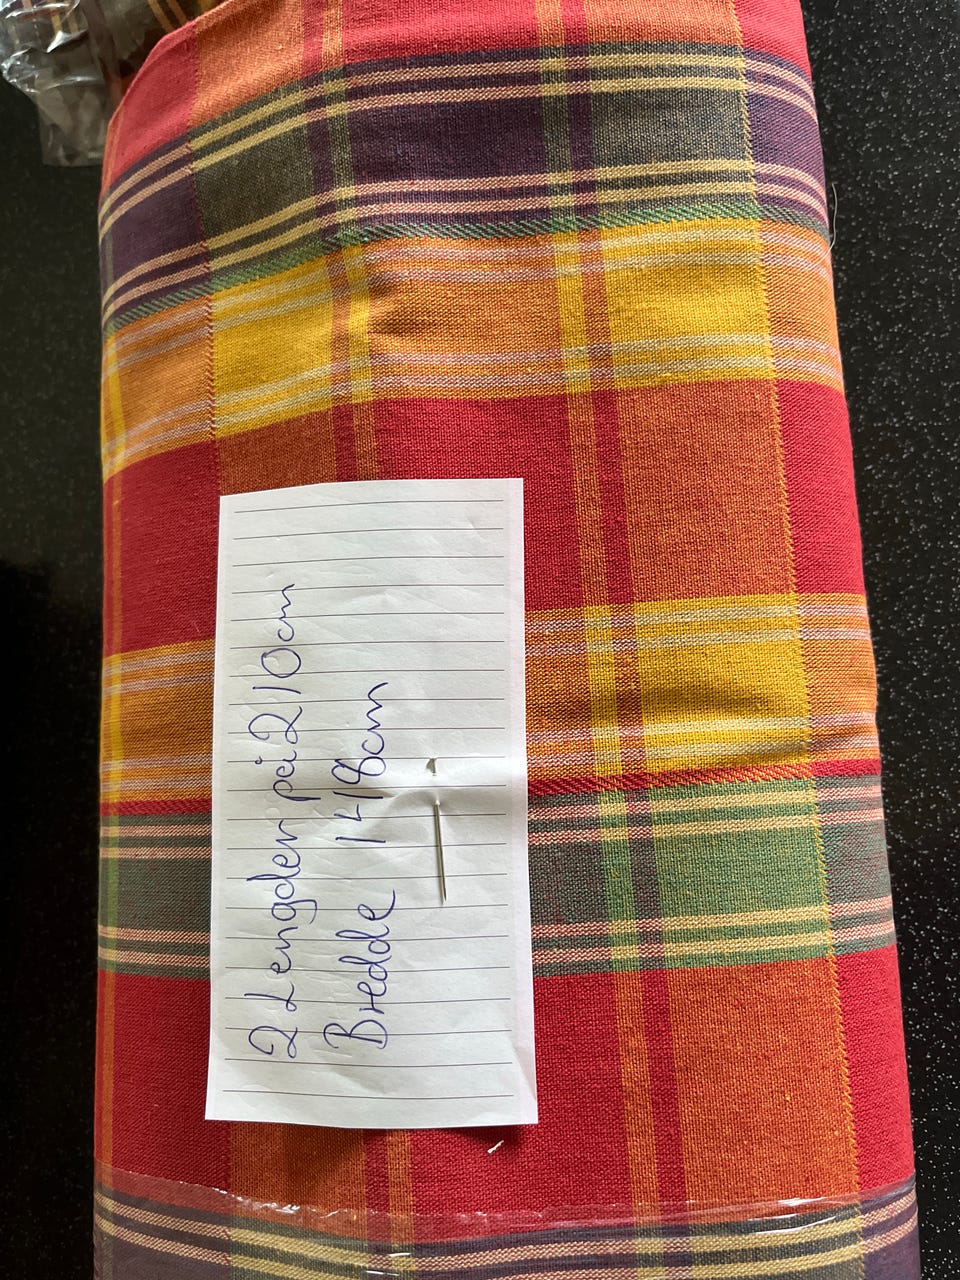 2 Lengder på 210cm
Bredde 148cm